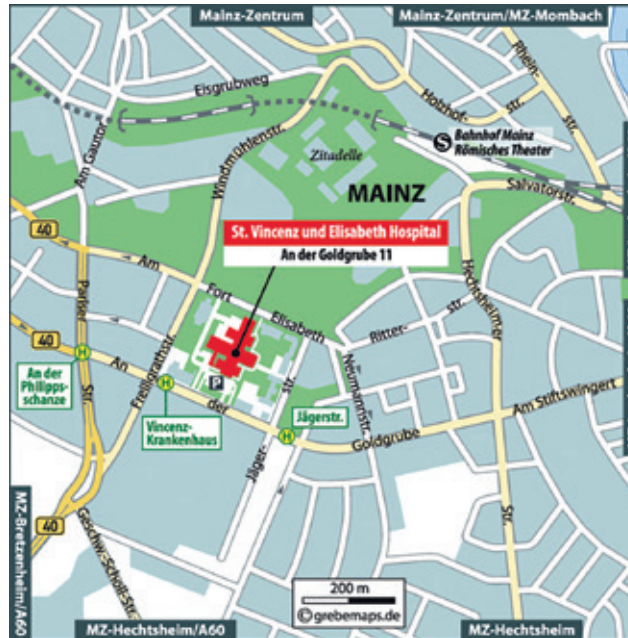 Mainz-Zentrum
Mainz-Zentrum/MZ-Mombach
Eisgrubweg
Rhein-
str.
Holzhof-
str.
Am Gautor
Windmühlenstr.
Zitadelle
S
Bahnhof Mainz
Römisches Theater
MAINZ
Salvatorstr.
St. Vincenz und Elisabeth Hospital
An der Goldgrube 11
40
Am
Fort
Elisabeth
Hechtsheimer
Str.
Ritter-
str.
Pariser
Str.
40
An
der
Goldgrube
Freiligrathstr.
P
H
An der
Philipps-
schanze
H
Vincenz-
Krankenhaus
H
Jägerstr.
Jäger-
str.
Neumannstr.
Am Stiftswingert
40
Geschw.-Scholl-Str.
MZ-Bretzenheim/A60
200 m
©grebemaps.de
MZ-Hechtsheim/A60
MZ-Hechtsheim